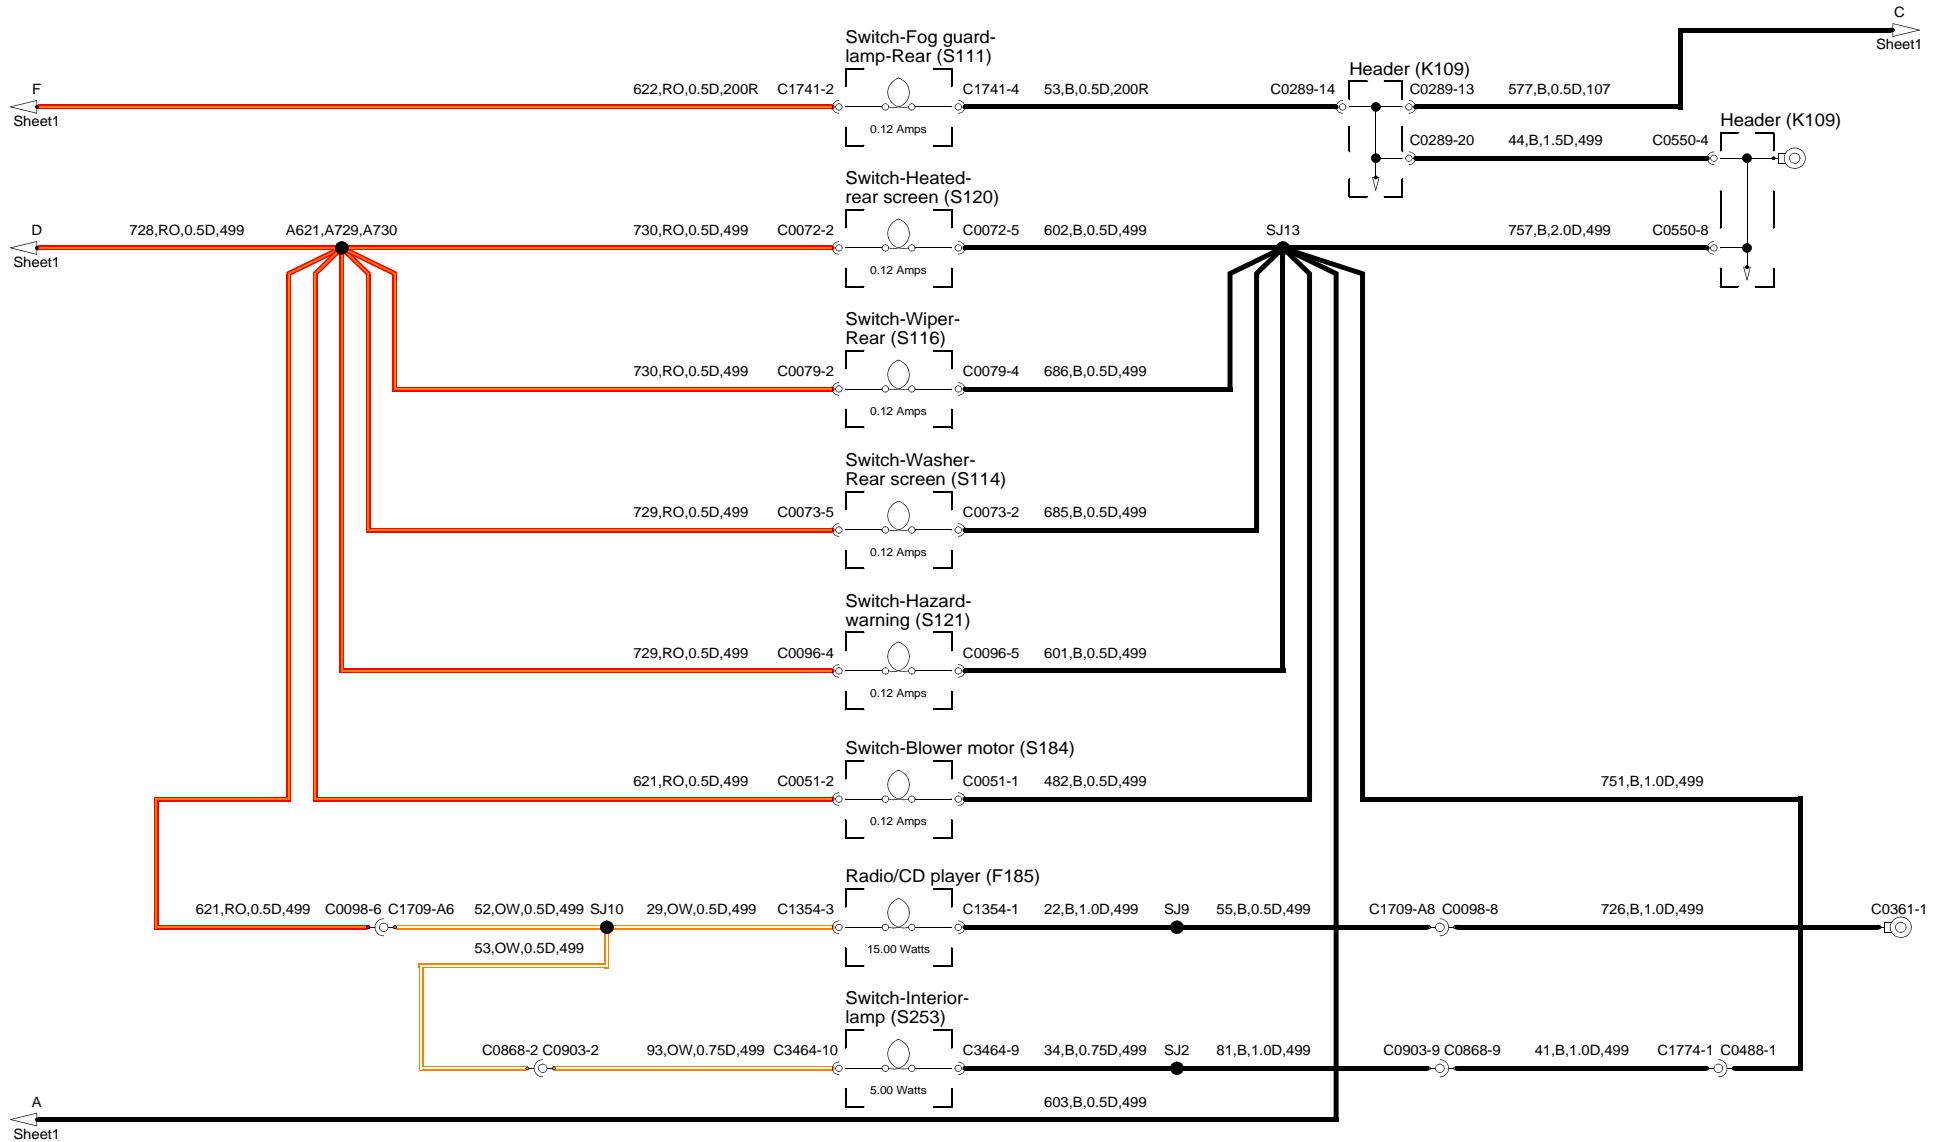 C
Sheet1
Switch-Fog guard-
lamp-Rear (S111)
F
Sheet1
622,RO,0.5D,200R
C1741-2
0.12 Amps
C1741-4
53,B,0.5D,200R
C0289-14
Header (K109)
C0289-13
577,B,0.5D,107
C0289-20
44,B,1.5D,499
C0550-4
Header (K109)
Switch-Heated-
rear screen (S120)
D
Sheet1
728,RO,0.5D,499
A621,A729,A730
730,RO,0.5D,499
C0072-2
0.12 Amps
C0072-5
602,B,0.5D,499
SJ13
757,B,2.0D,499
C0550-8
Switch-Wiper-
Rear (S116)
730,RO,0.5D,499
C0079-2
0.12 Amps
C0079-4
686,B,0.5D,499
Switch-Washer-
Rear screen (S114)
729,RO,0.5D,499
C0073-5
0.12 Amps
C0073-2
685,B,0.5D,499
Switch-Hazard-
warning (S121)
729,RO,0.5D,499
C0096-4
0.12 Amps
C0096-5
601,B,0.5D,499
Switch-Blower motor (S184)
621,RO,0.5D,499
C0051-2
0.12 Amps
C0051-1
482,B,0.5D,499
751,B,1.0D,499
Radio/CD player (F185)
621,RO,0.5D,499
C0098-6
C1709-A6
52,OW,0.5D,499
SJ10
29,OW,0.5D,499
C1354-3
15.00 Watts
C1354-1
22,B,1.0D,499
SJ9
55,B,0.5D,499
C1709-A8
C0098-8
726,B,1.0D,499
C0361-1
53,OW,0.5D,499
Switch-Interior-
lamp (S253)
C0868-2
C0903-2
93,OW,0.75D,499
C3464-10
5.00 Watts
C3464-9
34,B,0.75D,499
SJ2
81,B,1.0D,499
C0903-9
C0868-9
41,B,1.0D,499
C1774-1
C0488-1
A
Sheet1
603,B,0.5D,499